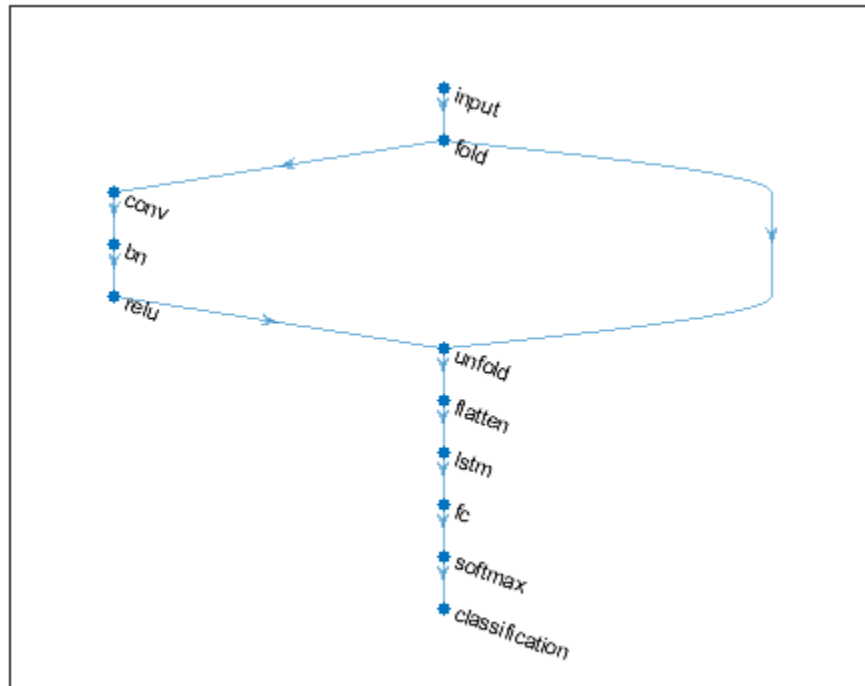 input
fold
conv
bn
relu
unfold
flatten
lstm
fc
softmax
classification